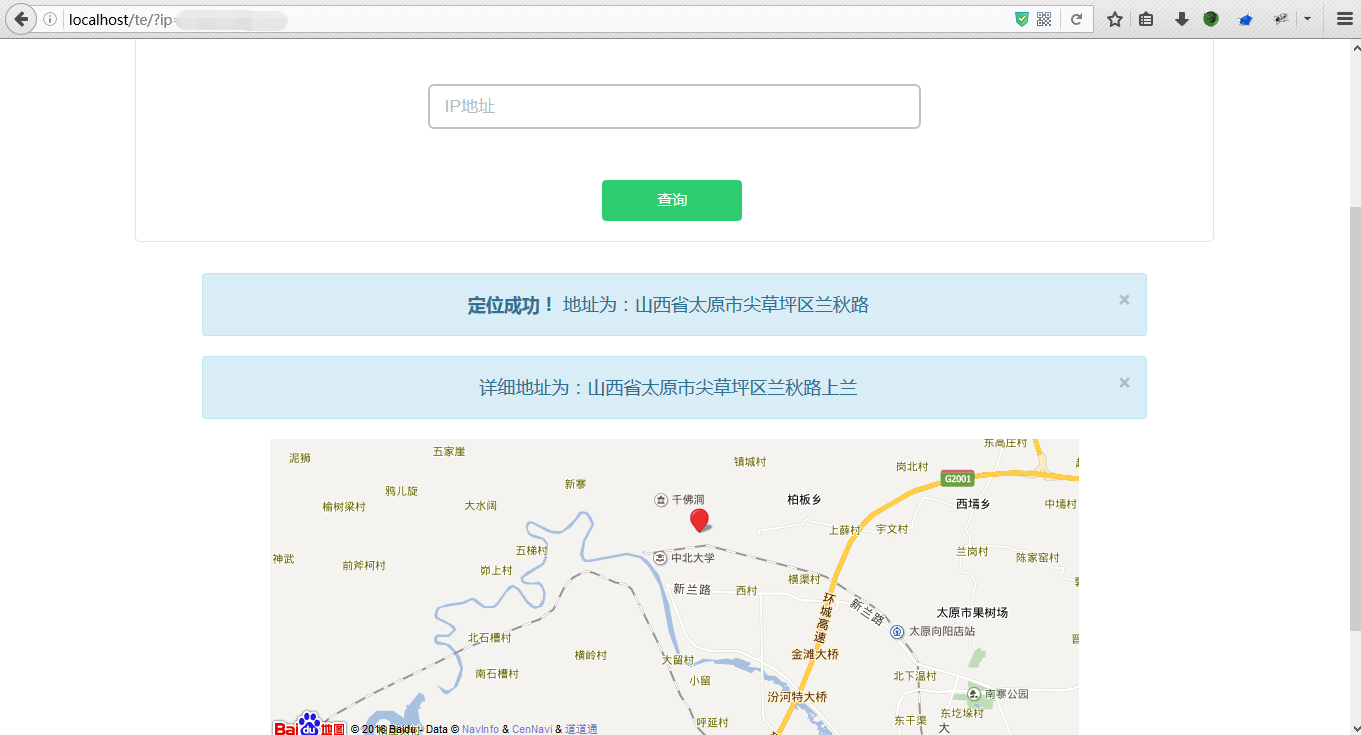 localhost/te/?ip=
IP地址
查询
定位成功！ 地址为：山西省太原市尖草坪区兰秋路
×
详细地址为：山西省太原市尖草坪区兰秋路上兰
×
东高庄村
泥狮
五家崖
镇城村
岗北村
G2001
鸦儿旋
新寨
千佛洞
柏板乡
西墕乡
中墕村
榆树梁村
大水阔
上薛村
宇文村
神武
前斧柯村
五梯村
峁上村
中北大学
兰岗村
陈家窑村
新兰路
西村
横渠村
环城高速
新兰路
太原市果树场
太原向阳店站
北石槽村
横岭村
大留村
金滩大桥
南石槽村
小留
北下温村
汾河特大桥
南寨公园
呼延村
东干渠
东圪垛村
大
Bai du 地图
© 2016 Baidu - Data © NavInfo & CenNavi & 道道通